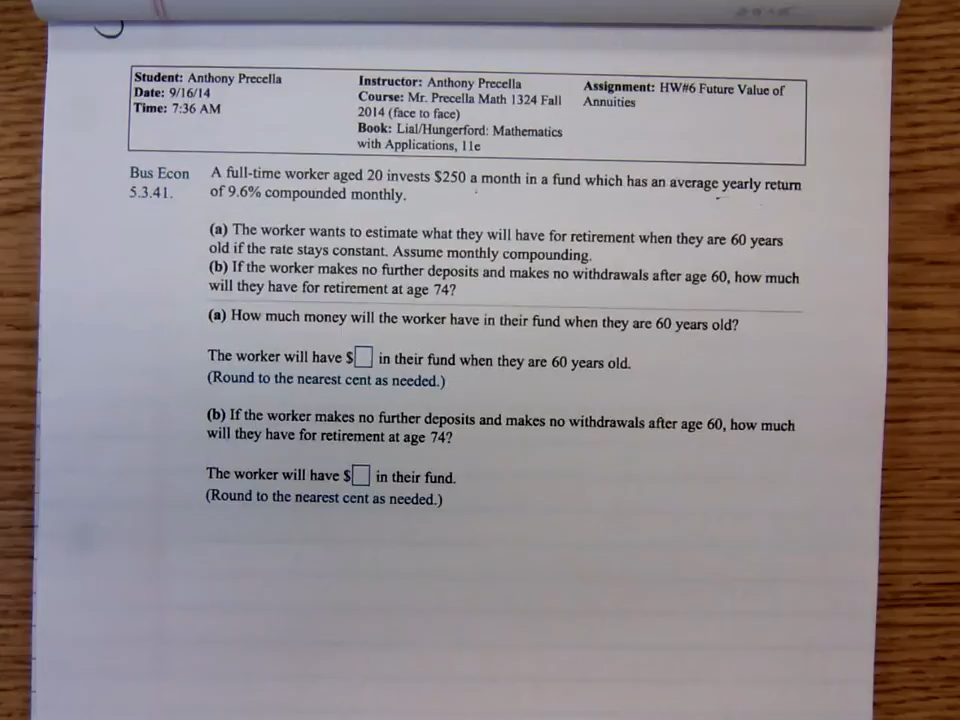 Student: Anthony Precella
Date: 9/16/14
Time: 7:36 AM
Instructor: Anthony Precella
Course: Mr. Precella Math 1324 Fall
2014 (face to face)
Book: Lial/Hungerford: Mathematics
with Applications, 11e
Assignment: HW#6 Future Value of
Annuities
Bus Econ
5.3.41.
A full-time worker aged 20 invests $250 a month in a fund which has an average yearly return
of 9.6% compounded monthly.
(a) The worker wants to estimate what they will have for retirement when they are 60 years
old if the rate stays constant. Assume monthly compounding.
(b) If the worker makes no further deposits and makes no withdrawals after age 60, how much
will they have for retirement at age 74?
(a) How much money will the worker have in their fund when they are 60 years old?
The worker will have $ in their fund when they are 60 years old.
(Round to the nearest cent as needed.)
(b) If the worker makes no further deposits and makes no withdrawals after age 60, how much
will they have for retirement at age 74?
The worker will have $ in their fund.
(Round to the nearest cent as needed.)